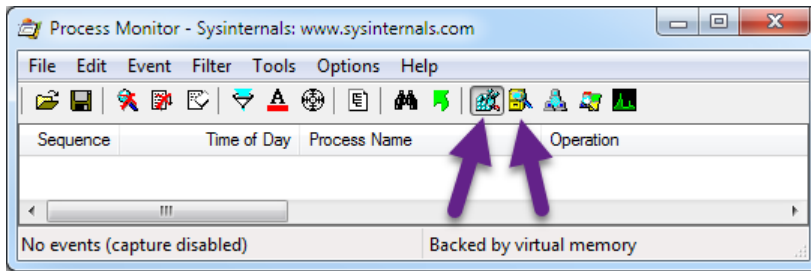 Process Monitor - Sysinternals: www.sysinternals.com
File Edit Event Filter Tools Options Help
Sequence Time of Day Process Name Operation
No events (capture disabled) Backed by virtual memory